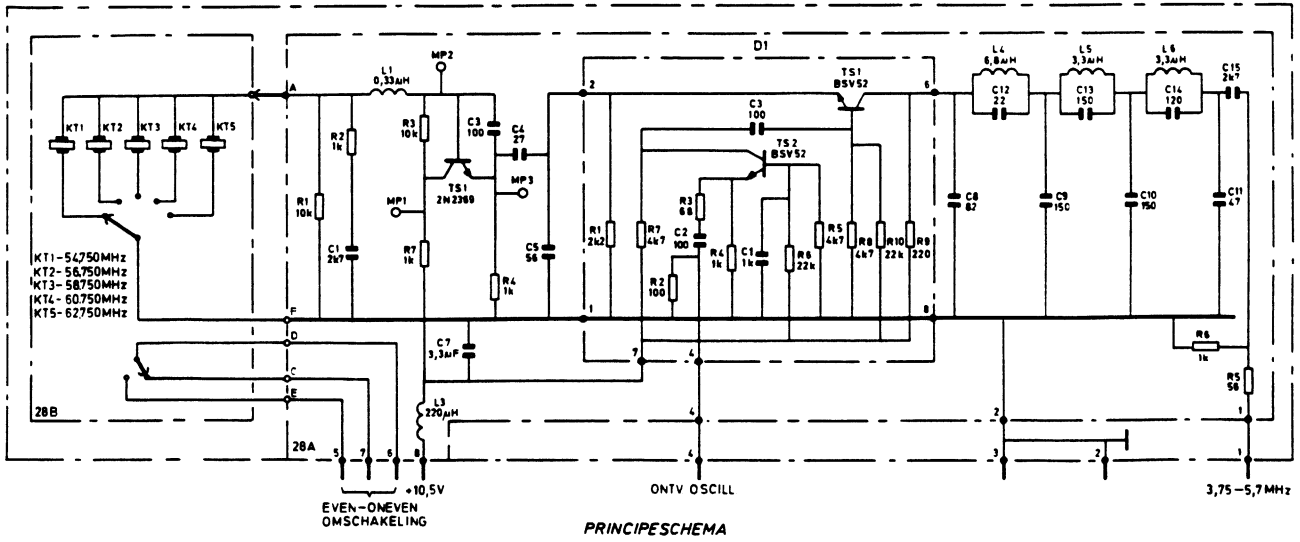 D1
MP2
L1
0,33µH
A
KT1 KT2 KT3 KT4 KT5
R2
1k
R3
10k
C3
100
C4
27
TS1
2N2369
MP3
MP1
R1
10k
C1
2k7
R7
1k
R4
1k
C5
56
2
TS1
BSV52
6
C3
100
TS2
BSV52
R3
68
C2
100
R1
2k2
R7
4k7
R4
1k
C1
1k
R6
22k
R5
4k7
R8
4k7
R10
22k
R9
220
R2
100
L4
6,8µH
C12
22
L5
3,3µH
C13
150
L6
3,3µH
C14
120
C15
2k7
C8
82
C9
150
C10
150
C11
47
KT1-54,750MHz
KT2-56,750MHz
KT3-58,750MHz
KT4-60,750MHz
KT5-62,750MHz
F
1
8
D
C
E
C7
3,3µF
7
4
R6
1k
R5
56
28B
L3
220µH
28A
4
2
1
5 7 6 8
4
3
2
1
+10,5V
EVEN-ONEVEN
OMSCHAKELING
ONTV OSCILL
3,75-5,7MHz
PRINCIPESCHEMA